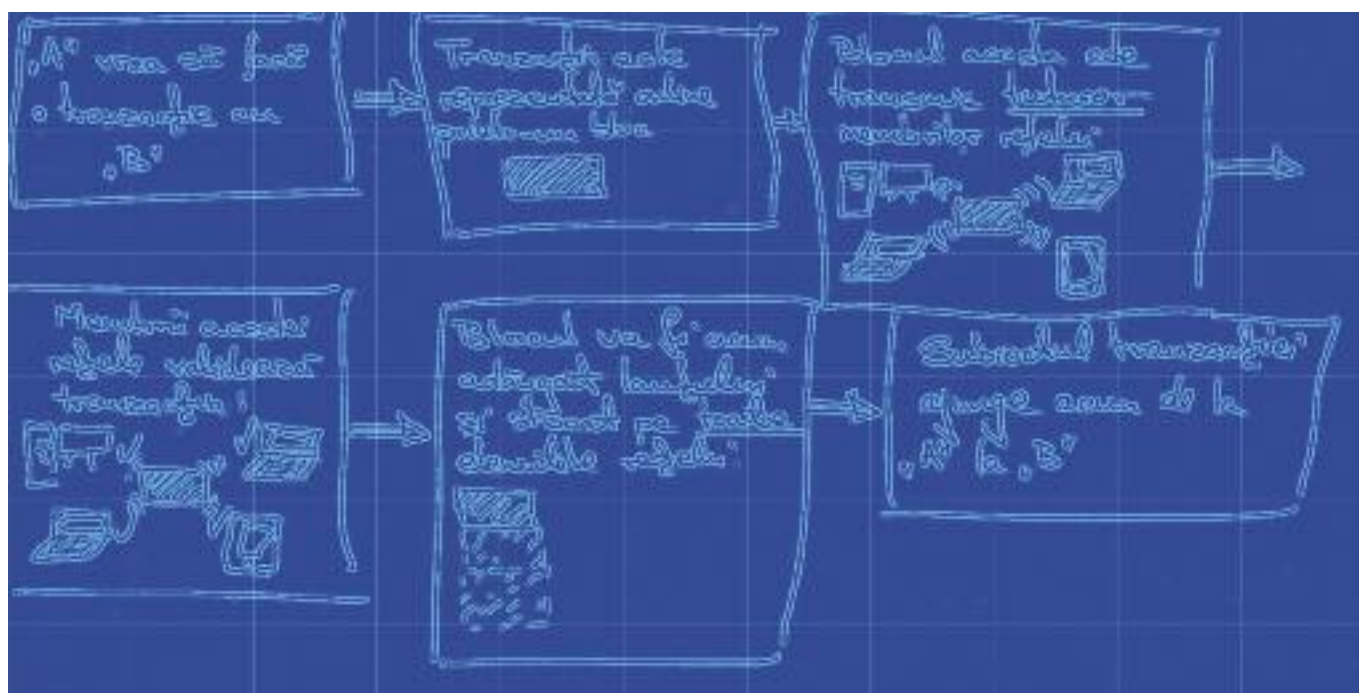 „A" vrea să facă
o tranzacție cu
„B"
Tranzacția este
reprezentată online
printr-un bloc
Blocul acesta este
transmis tuturor
membrilor rețelei
Membrii acestei
rețele validează
tranzacția
Blocul va fi acum
adăugat lanțului
și stocat pe toate
rețelei
Subiectul tranzacției
ajunge acum de la
„A" la „B"